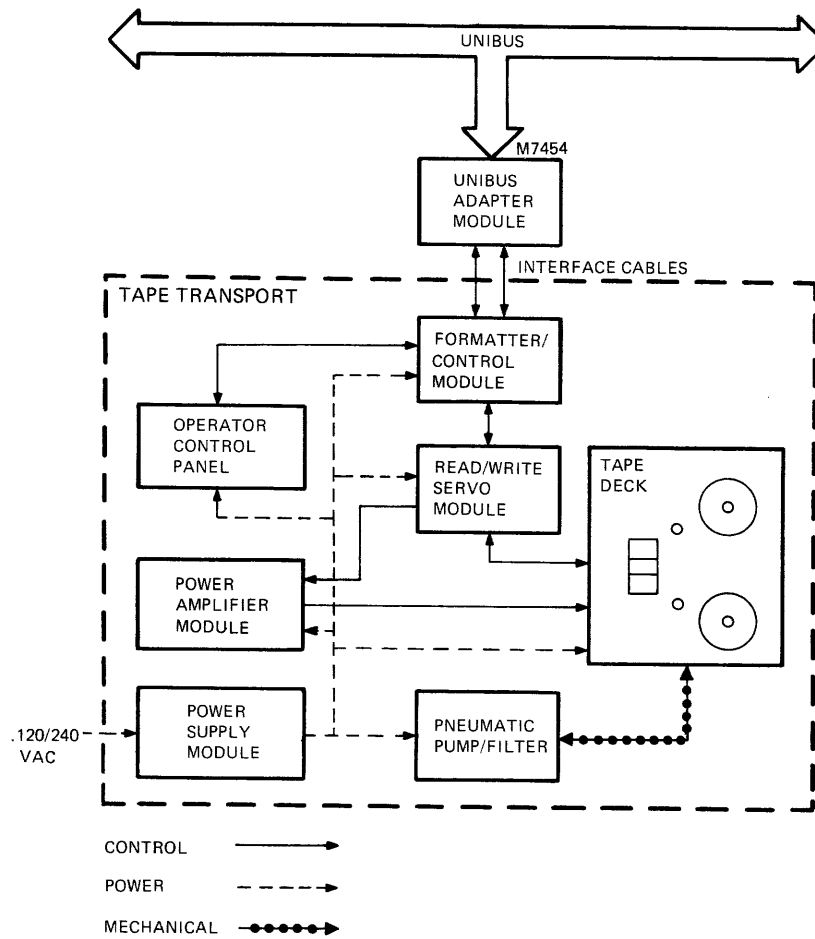 UNIBUS
M7454
UNIBUS
ADAPTER
MODULE
INTERFACE CABLES
TAPE TRANSPORT
FORMATTER/
CONTROL
MODULE
OPERATOR
CONTROL
PANEL
READ/WRITE
SERVO
MODULE
TAPE
DECK
POWER
AMPLIFIER
MODULE
POWER
SUPPLY
MODULE
PNEUMATIC
PUMP/FILTER
.120/240
VAC
CONTROL
POWER
MECHANICAL